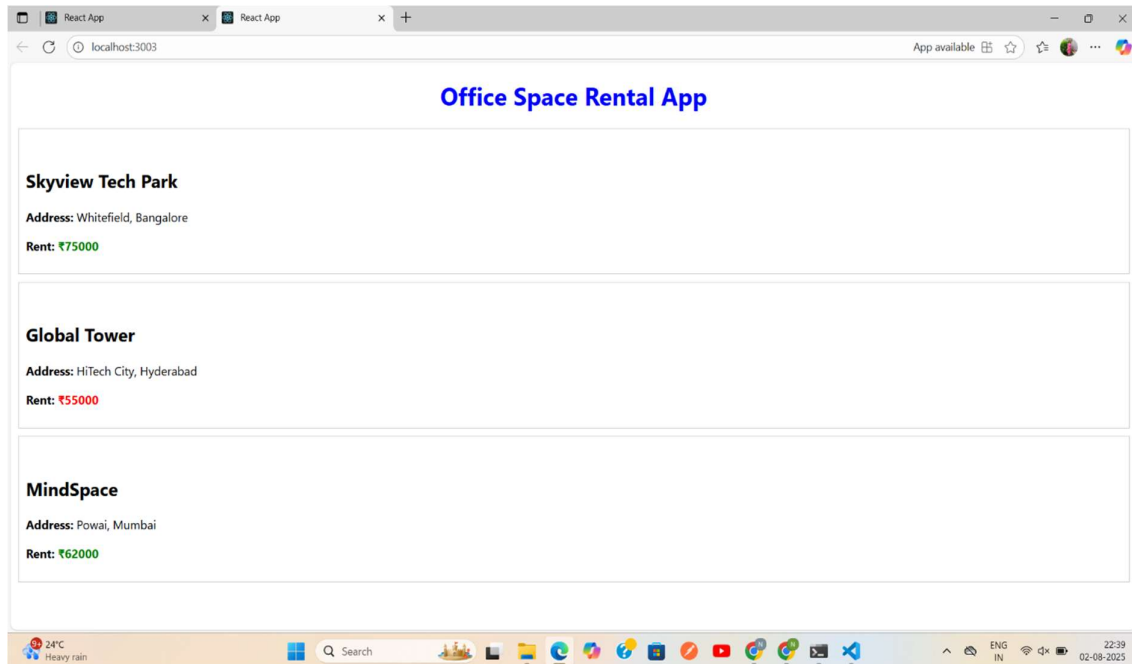 React App
React App
localhost:3003
App available
Office Space Rental App
Skyview Tech Park
Address: Whitefield, Bangalore
Rent: ₹75000
Global Tower
Address: HiTech City, Hyderabad
Rent: ₹55000
MindSpace
Address: Powai, Mumbai
Rent: ₹62000
9+
24°C
Heavy rain
Search
ENG
IN
22:39
02-08-2025